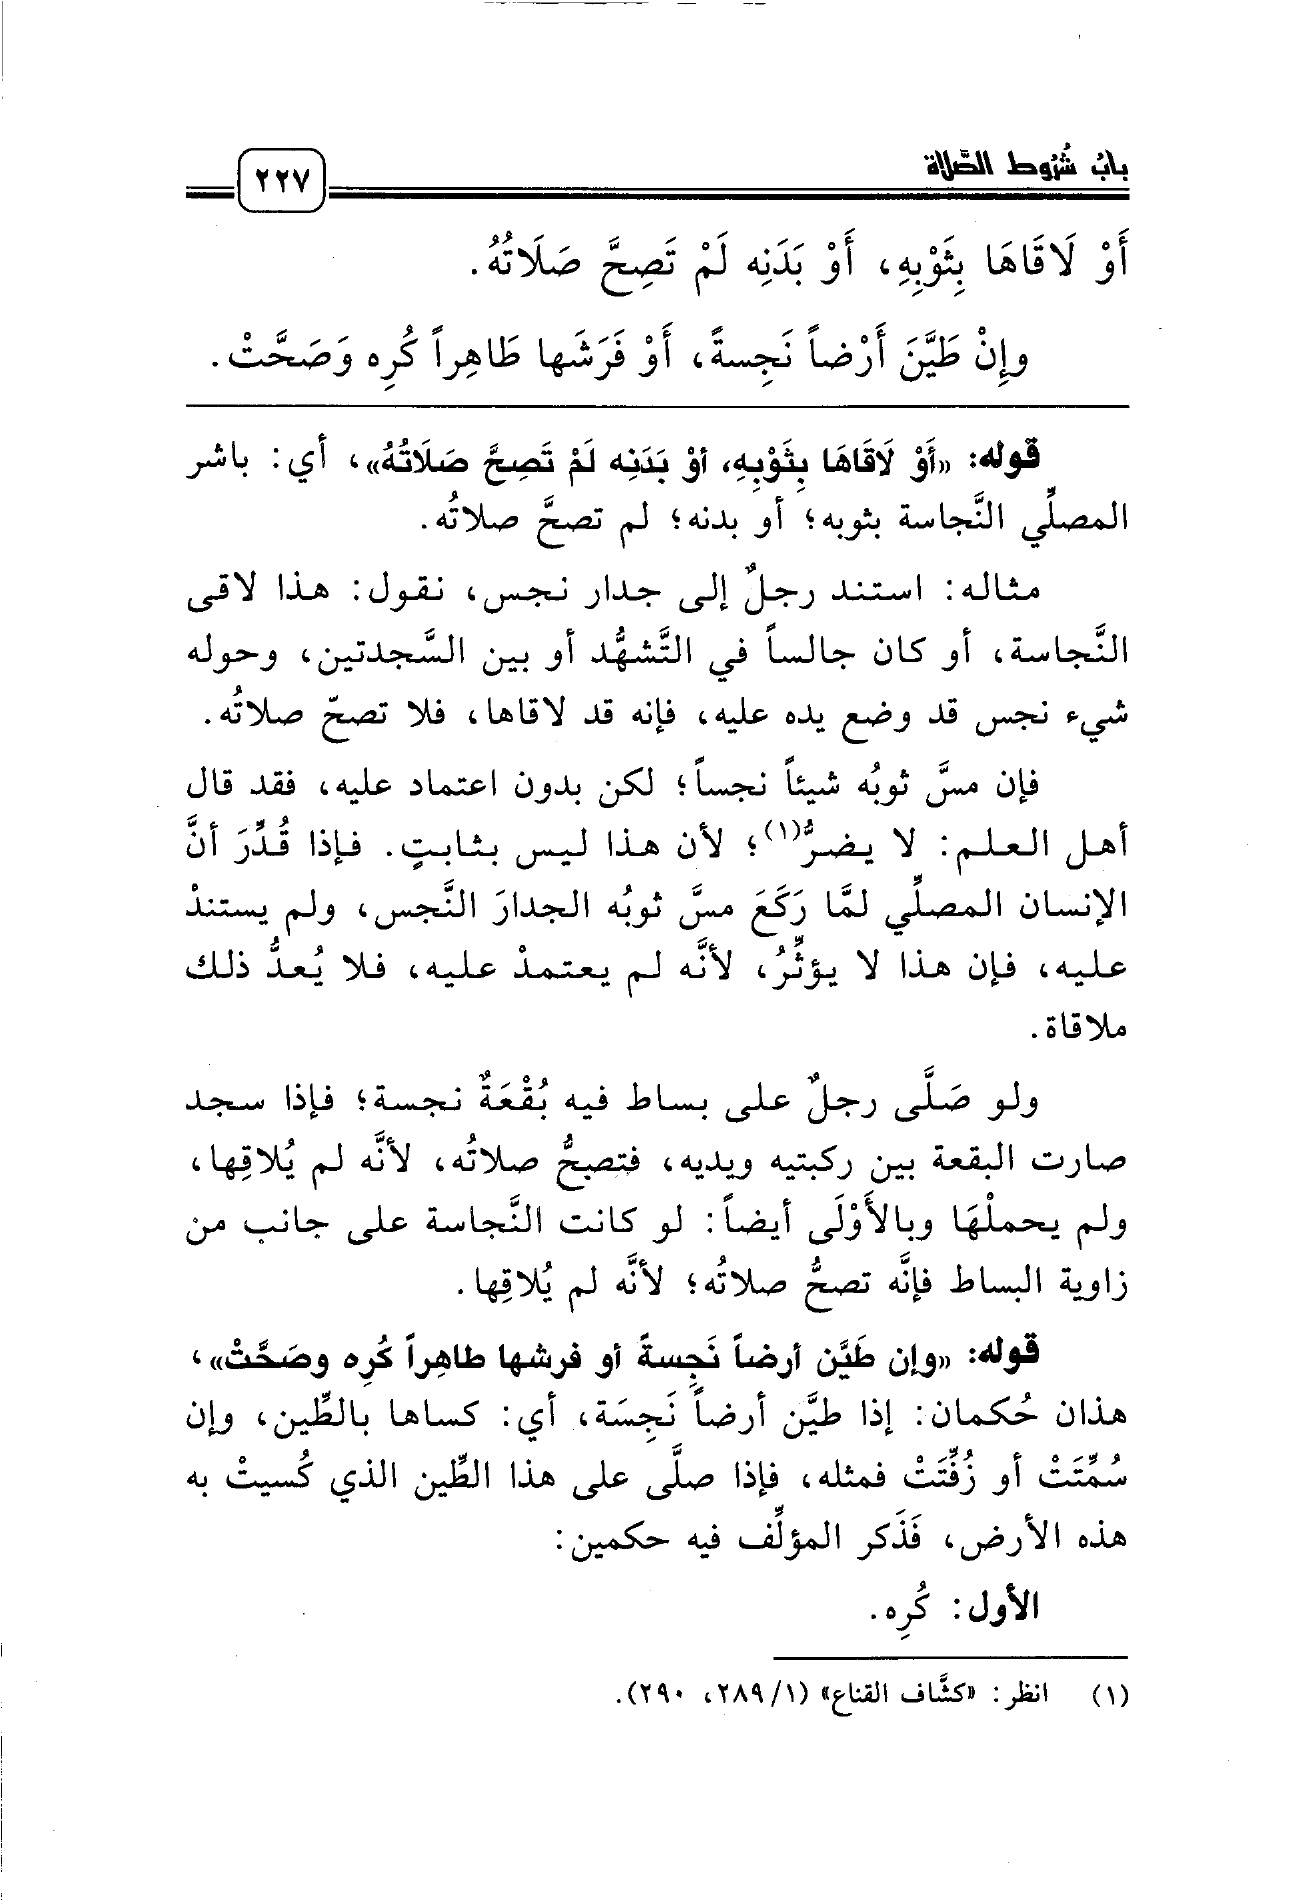 باب شُرُوط الصَّلاة
٢٢٧
أَوْ لَاقَاهَا بِثَوْبِهِ، أَوْ بَدَنِه لَمْ تَصِحَّ صَلَاتُهُ.
وإِنْ طَيَّنَ أَرْضاً نَجِسةً، أَوْ فَرَشَها طَاهِراً كُرِه وَصَحَّتْ.
قوله: «أَوْ لَاقَاهَا بِثَوْبِهِ، أوْ بَدَنِه لَمْ تَصِحَّ صَلَاتُهُ»، أي: باشر
المصلِّي النَّجاسة بثوبه؛ أو بدنه؛ لم تصحَّ صلاتُه.
مثاله: استند رجلٌ إلى جدار نجس، نقول: هذا لاقى
النَّجاسة، أو كان جالساً في التَّشهُّد أو بين السَّجدتين، وحوله
شيء نجس قد وضع يده عليه، فإنه قد لاقاها، فلا تصحّ صلاتُه.
فإن مسَّ ثوبُه شيئاً نجساً؛ لكن بدون اعتماد عليه، فقد قال
أهل العلم: لا يضرُّ(١)؛ لأن هذا ليس بثابتٍ. فإذا قُدِّرَ أنَّ
الإنسان المصلِّي لمَّا رَكَعَ مسَّ ثوبُه الجدارَ النَّجس، ولم يستندْ
عليه، فإن هذا لا يؤثِّرُ، لأنَّه لم يعتمدْ عليه، فلا يُعدُّ ذلك
ملاقاة.
ولو صَلَّى رجلٌ على بساط فيه بُقْعَةٌ نجسة؛ فإذا سجد
صارت البقعة بين ركبتيه ويديه، فتصحُّ صلاتُه، لأنَّه لم يُلاقِها،
ولم يحملْهَا وبالأَوْلَى أيضاً: لو كانت النَّجاسة على جانب من
زاوية البساط فإنَّه تصحُّ صلاتُه؛ لأنَّه لم يُلاقِها.
قوله: «وإن طَيَّن أرضاً نَجِسةً أو فرشها طاهِراً كُرِه وصَحَّتْ»،
هذان حُكمان: إذا طيَّن أرضاً نَجِسَة، أي: كساها بالطِّين، وإن
سُمِّتَتْ أو زُفِّتَتْ فمثله، فإذا صلَّى على هذا الطِّين الذي كُسيتْ به
هذه الأرض، فَذَكر المؤلِّف فيه حكمين:
الأول: كُرِه.
(١) انظر: «كشَّاف القناع» (١/٢٨٩، ٢٩٠).